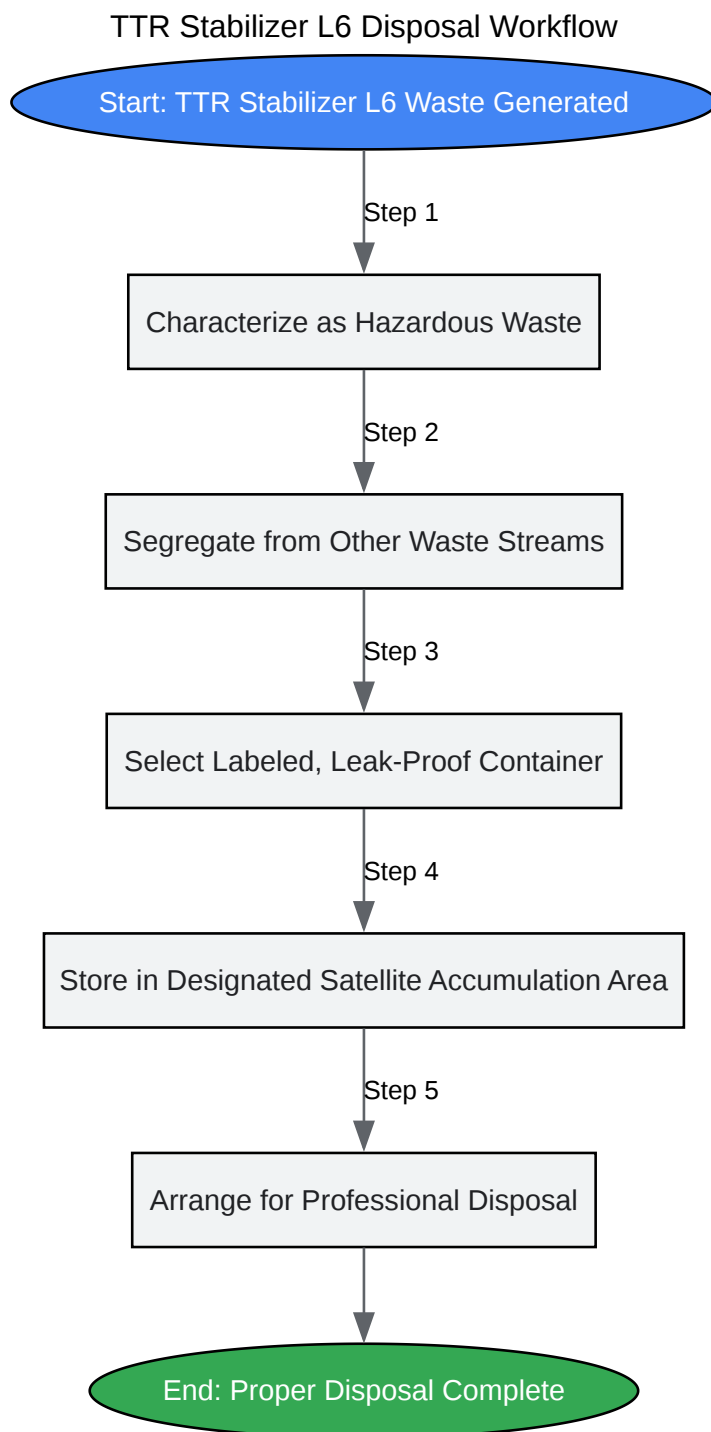 TTR Stabilizer L6 Disposal Workflow
Start: TTR Stabilizer L6 Waste Generated
Step 1
Characterize as Hazardous Waste
Step 2
Segregate from Other Waste Streams
Step 3
Select Labeled, Leak-Proof Container
Step 4
Store in Designated Satellite Accumulation Area
Step 5
Arrange for Professional Disposal
End: Proper Disposal Complete